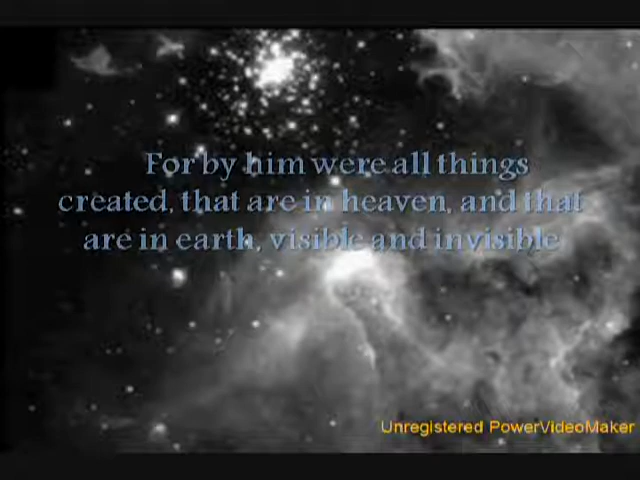 For by him were all things
created, that are in heaven, and that
are in earth, visible and invisible
Unregistered PowerVideoMaker